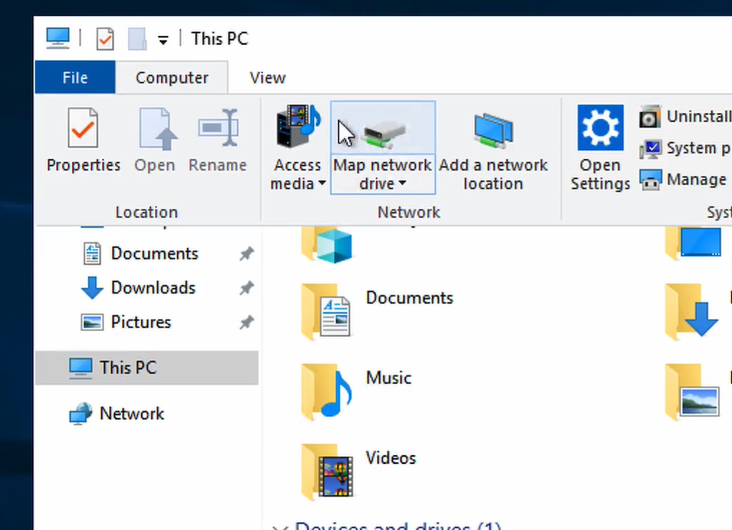 This PC
File Computer View
Properties Open Rename Access media Map network drive Add a network location Open Settings
Uninstall
System p
Manage
Location Network Sys
Documents
Downloads
Pictures
This PC
Network
Documents
Music
Videos
Devices and drives (1)